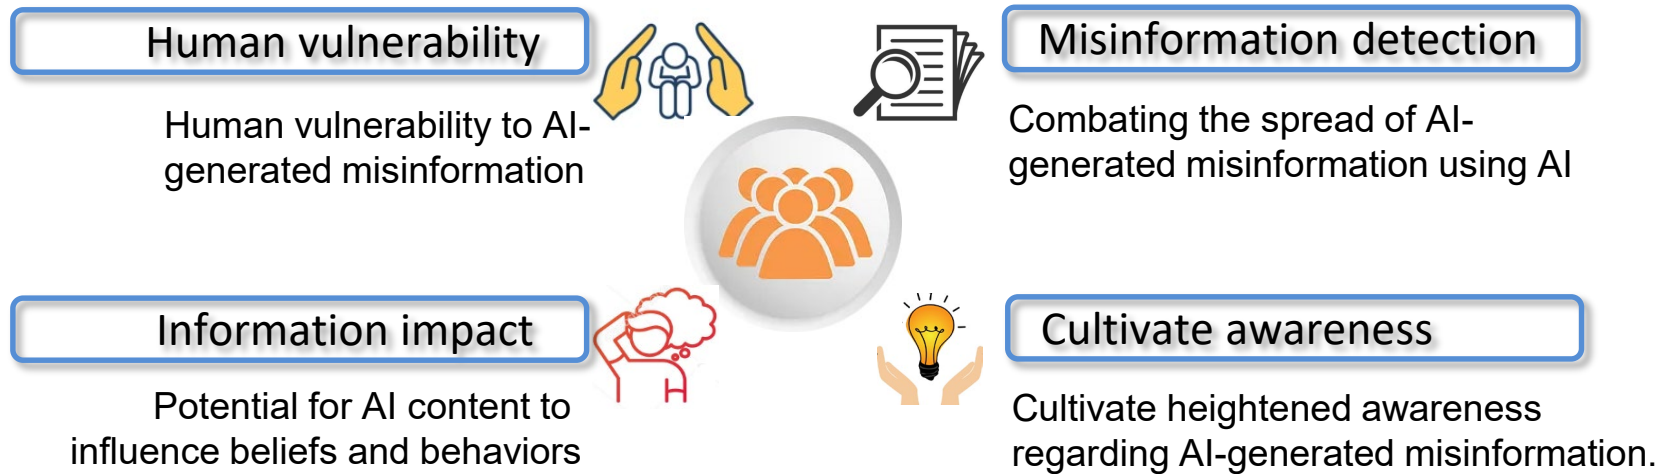 Human vulnerability
Human vulnerability to AI-
generated misinformation
Misinformation detection
Combating the spread of AI-
generated misinformation using AI
Information impact
Potential for AI content to
influence beliefs and behaviors
Cultivate awareness
Cultivate heightened awareness
regarding AI-generated misinformation.